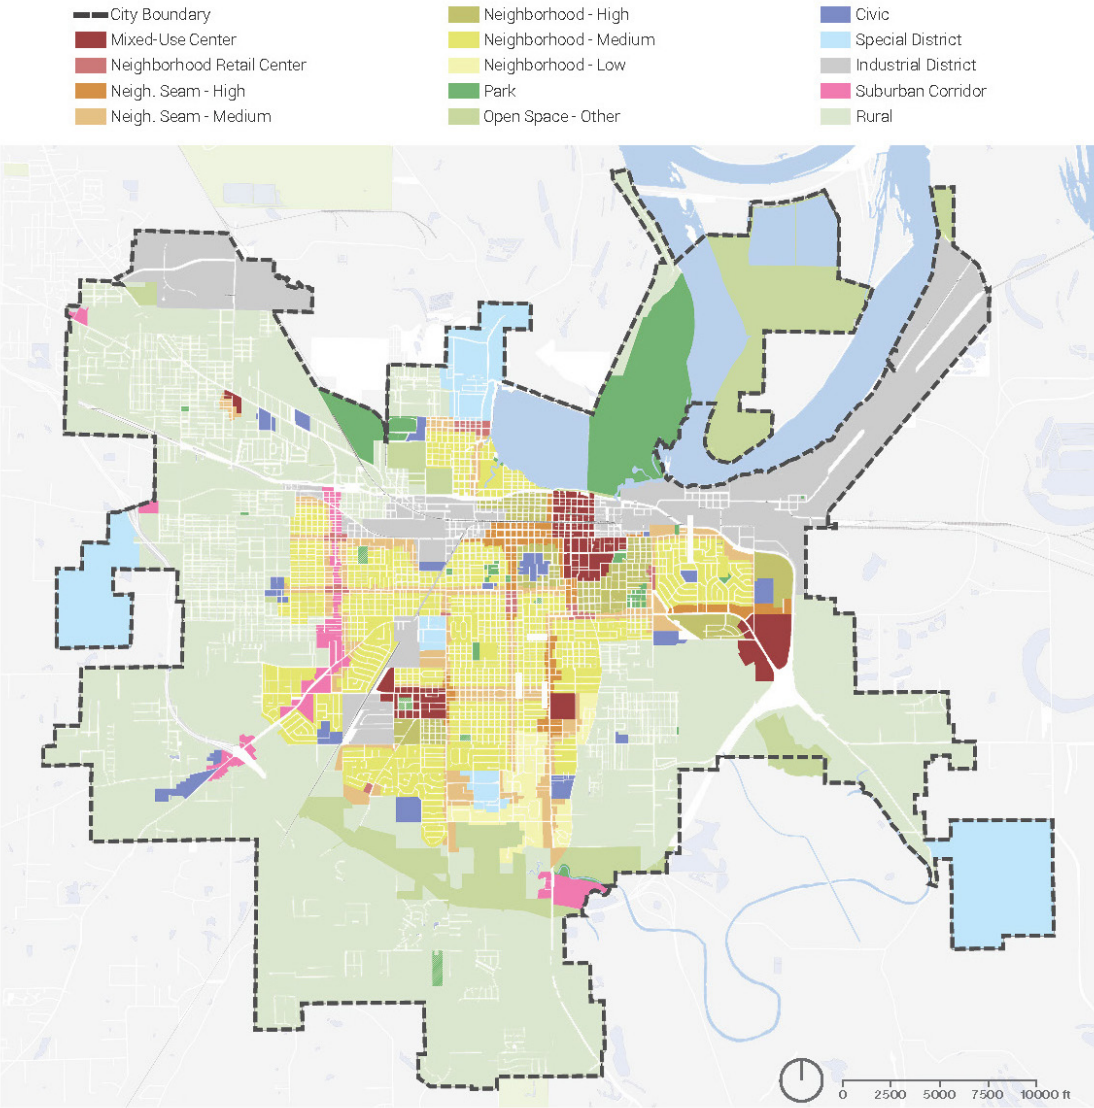 City Boundary
Mixed-Use Center
Neighborhood Retail Center
Neigh. Seam - High
Neigh. Seam - Medium
Neighborhood - High
Neighborhood - Medium
Neighborhood - Low
Park
Open Space - Other
Civic
Special District
Industrial District
Suburban Corridor
Rural
0 2500 5000 7500 10000 ft